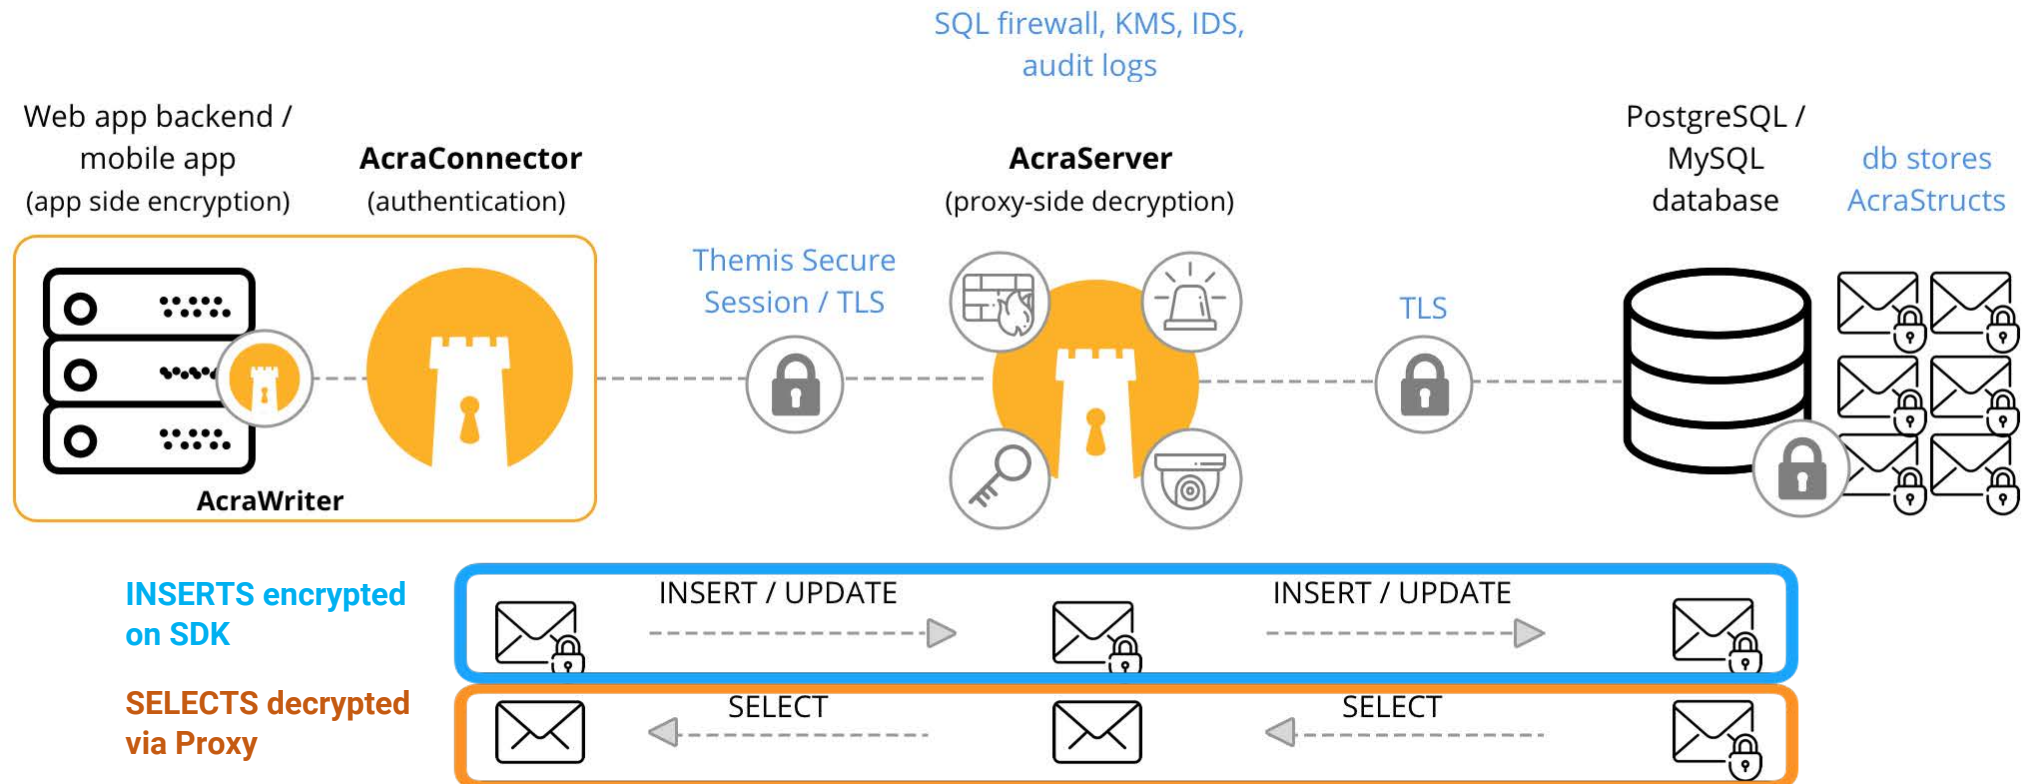 SQL firewall, KMS, IDS,
audit logs
Web app backend /
mobile app
(app side encryption)
AcraConnector
(authentication)
AcraServer
(proxy-side decryption)
PostgreSQL /
MySQL
database
db stores
AcraStructs
Themis Secure
Session / TLS
TLS
AcraWriter
INSERTS encrypted
on SDK
INSERT / UPDATE
INSERT / UPDATE
SELECTS decrypted
via Proxy
SELECT
SELECT